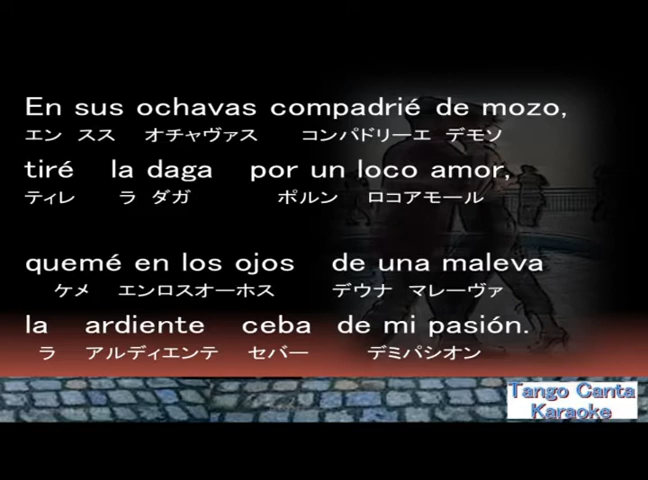 En sus ochavas compadrié de mozo,
エン スス オチャヴァス コンパドリーエ デモソ
tiré la daga por un loco amor,
ティレ ラ ダガ ポルン ロコアモール
quemé en los ojos de una maleva
ケメ エンロスオーホス デウナ マレーヴァ
la ardiente ceba de mi pasión.
ラ アルディエンテ セバー デミパシオン
Tango Canta
Karaoke